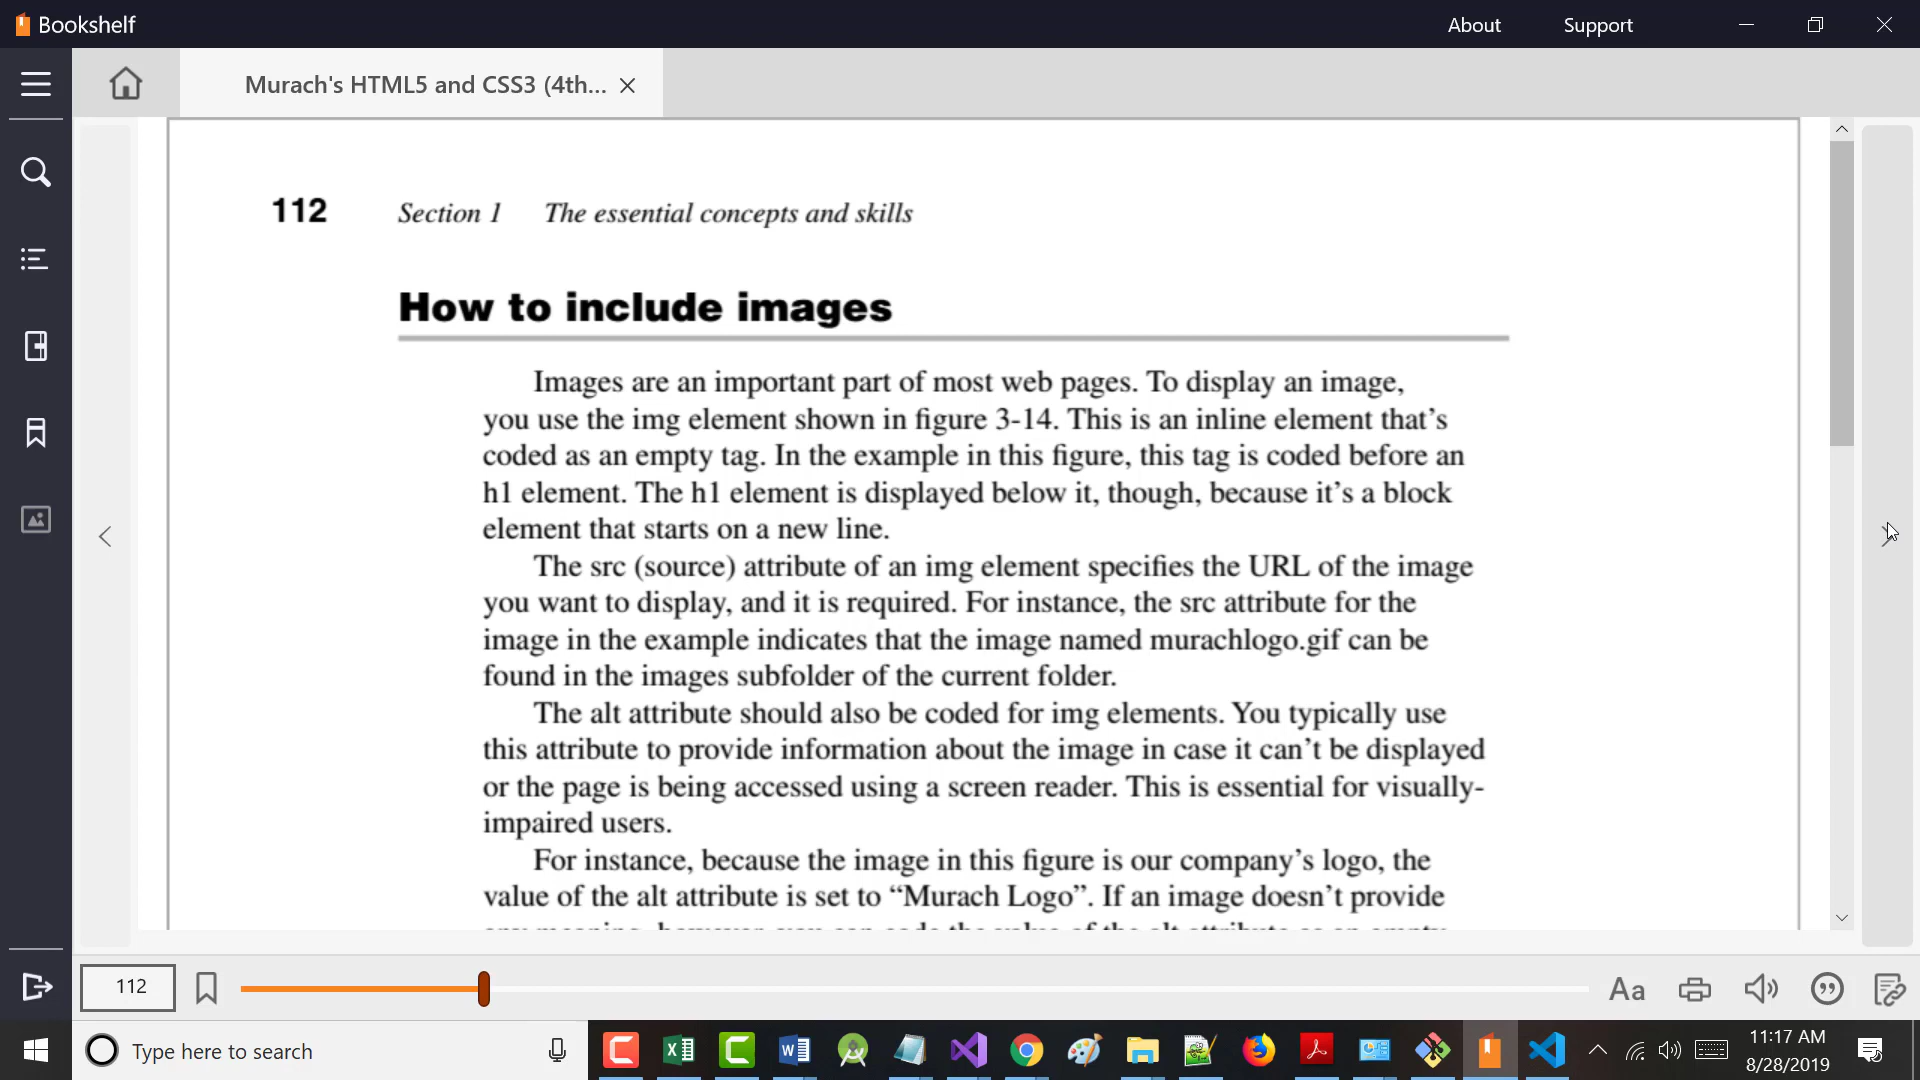 Bookshelf
About
Support
Murach's HTML5 and CSS3 (4th...
112 Section 1 The essential concepts and skills
How to include images
Images are an important part of most web pages. To display an image,
you use the img element shown in figure 3-14. This is an inline element that's
coded as an empty tag. In the example in this figure, this tag is coded before an
h1 element. The h1 element is displayed below it, though, because it's a block
element that starts on a new line.
The src (source) attribute of an img element specifies the URL of the image
you want to display, and it is required. For instance, the src attribute for the
image in the example indicates that the image named murachlogo.gif can be
found in the images subfolder of the current folder.
The alt attribute should also be coded for img elements. You typically use
this attribute to provide information about the image in case it can't be displayed
or the page is being accessed using a screen reader. This is essential for visually-
impaired users.
For instance, because the image in this figure is our company's logo, the
value of the alt attribute is set to “Murach Logo”. If an image doesn't provide
112
Aa
Type here to search
11:17 AM
8/28/2019